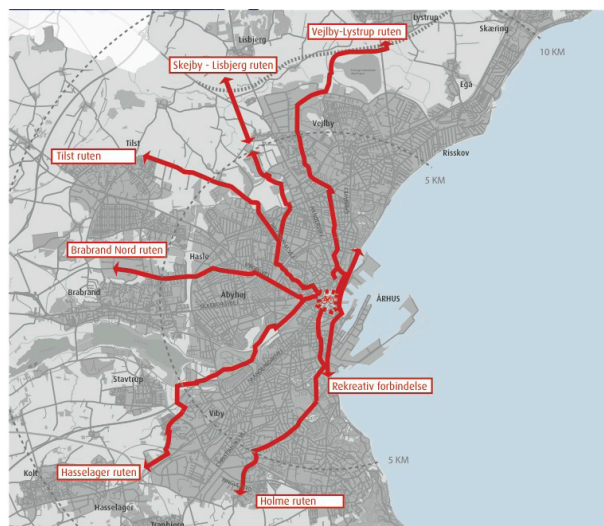 Lystrup
Skæring
Vejlby-Lystrup ruten
Lisbjerg
10 KM
Skejby - Lisbjerg ruten
Egå
Vejlby
Tilst
Risskov
Tilst ruten
5 KM
Brabrand Nord ruten
Hasle
Brabrand
Åbyhøj
ÅRHUS
Stavtrup
Rekreativ forbindelse
Viby
Hasselager ruten
5 KM
Kolt
Holme ruten
Hasselager
Tranbjerg